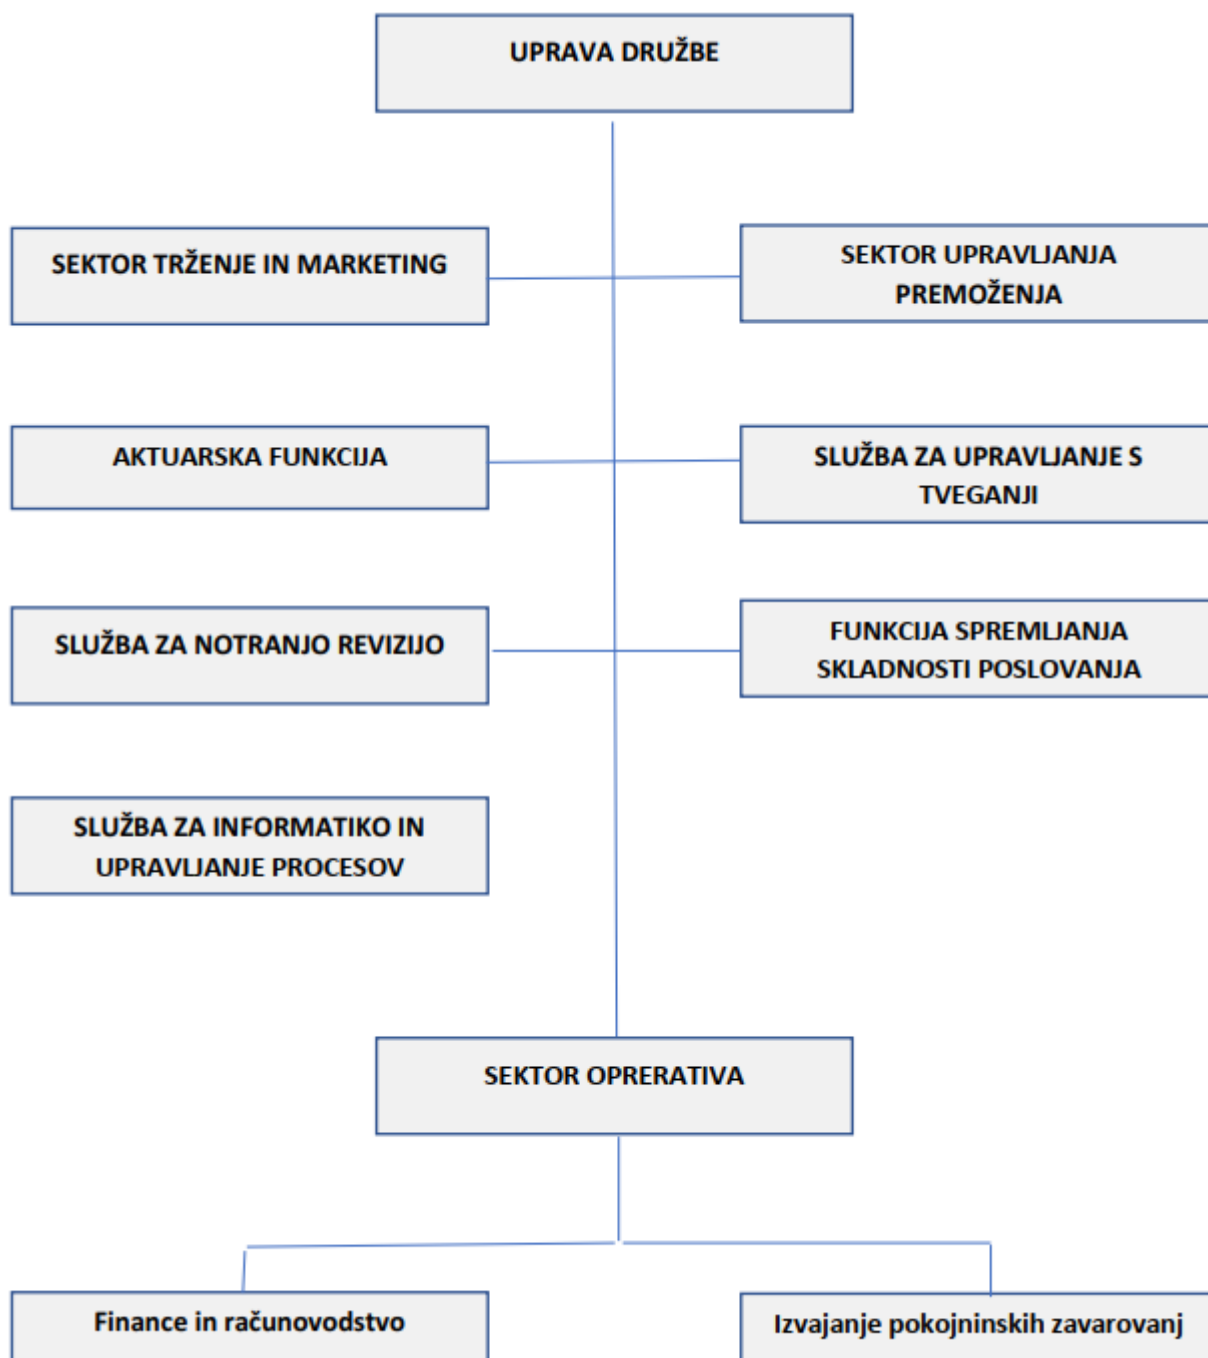 UPRAVA DRUŽBE
SEKTOR TRŽENJE IN MARKETING
SEKTOR UPRAVLJANJA
PREMOŽENJA
AKTUARSKA FUNKCIJA
SLUŽBA ZA UPRAVLJANJE S
TVEGANJI
SLUŽBA ZA NOTRANJO REVIZIJO
FUNKCIJA SPREMLJANJA
SKLADNOSTI POSLOVANJA
SLUŽBA ZA INFORMATIKO IN
UPRAVLJANJE PROCESOV
SEKTOR OPRERATIVA
Finance in računovodstvo
Izvajanje pokojninskih zavarovanj